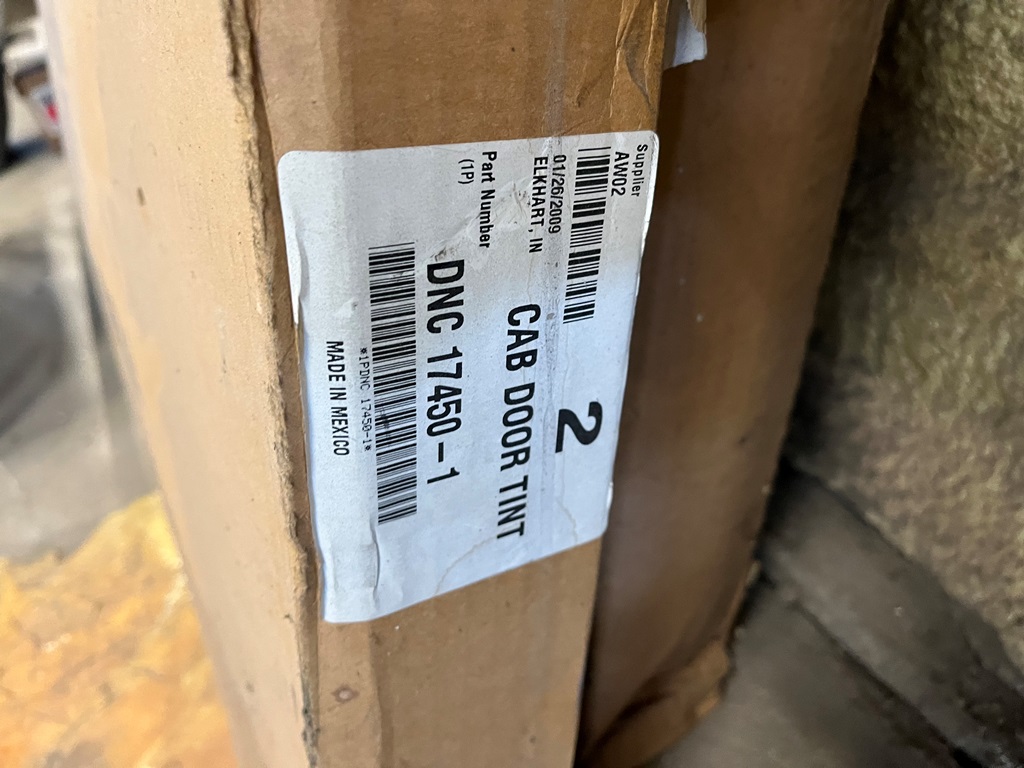 Supplier
AW02
01/26/2009
ELKHART, IN
2
CAB DOOR TINT
Part Number
(1P)
DNC 17450-1
*1PDNC 17450-1*
MADE IN MEXICO